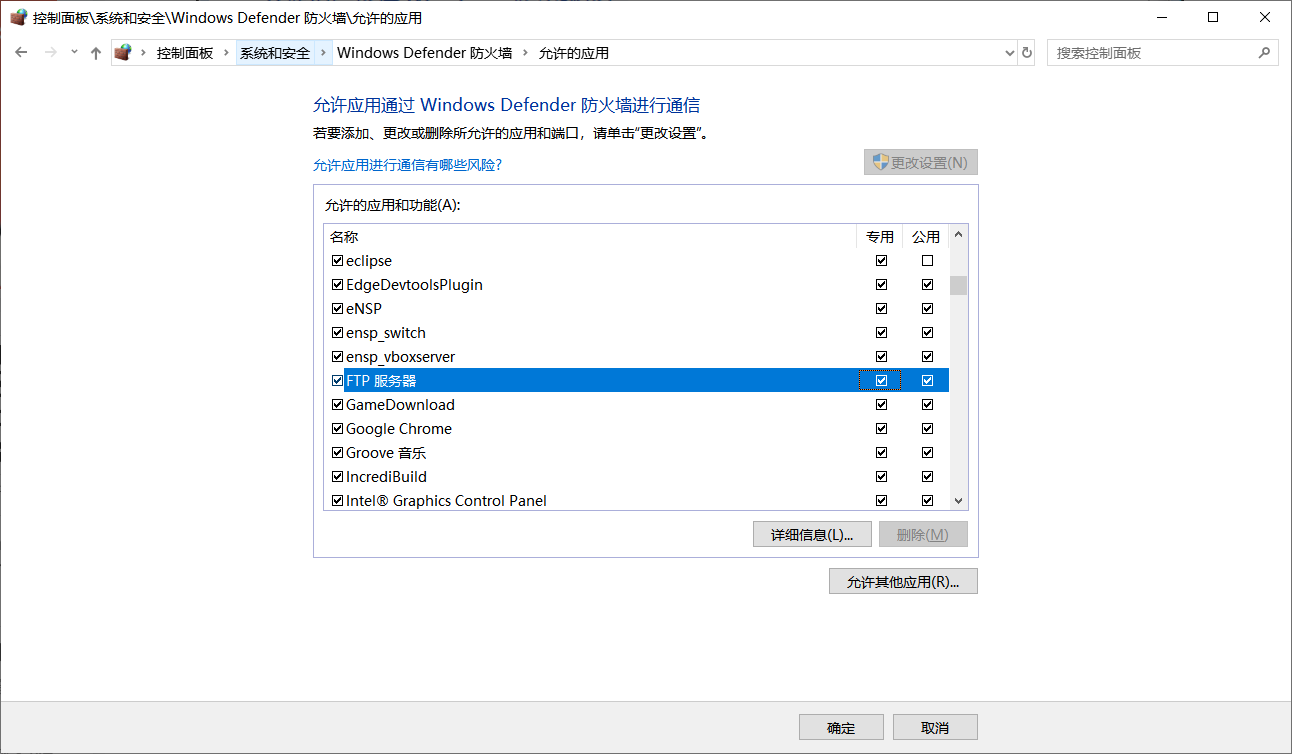 控制面板\系统和安全\Windows Defender 防火墙\允许的应用
控制面板 系统和安全 Windows Defender 防火墙 允许的应用 搜索控制面板
允许应用通过 Windows Defender 防火墙进行通信
若要添加、更改或删除所允许的应用和端口，请单击“更改设置”。
允许应用进行通信有哪些风险?
更改设置(N)
允许的应用和功能(A):
名称 专用 公用
eclipse
EdgeDevtoolsPlugin
eNSP
ensp_switch
ensp_vboxserver
FTP 服务器
GameDownload
Google Chrome
Groove 音乐
IncrediBuild
Intel® Graphics Control Panel
详细信息(L)... 删除(M)
允许其他应用(R)...
确定 取消